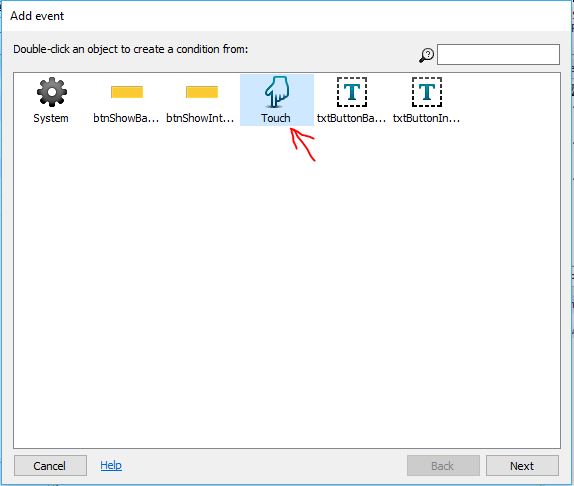 Add event
Double-click an object to create a condition from:
System
btnShowBa...
btnShowInt...
Touch
txtButtonBa...
txtButtonIn...
Cancel
Help
Back
Next